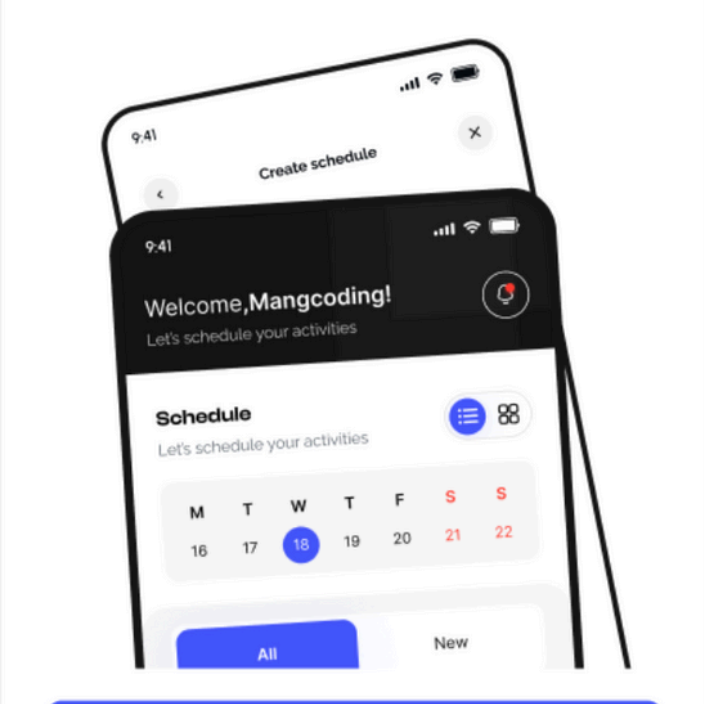 9:41
Create schedule
9:41
Welcome,Mangcoding!
Let's schedule your activities
Schedule
Let's schedule your activities
M T W T F S S
16 17 18 19 20 21 22
All New